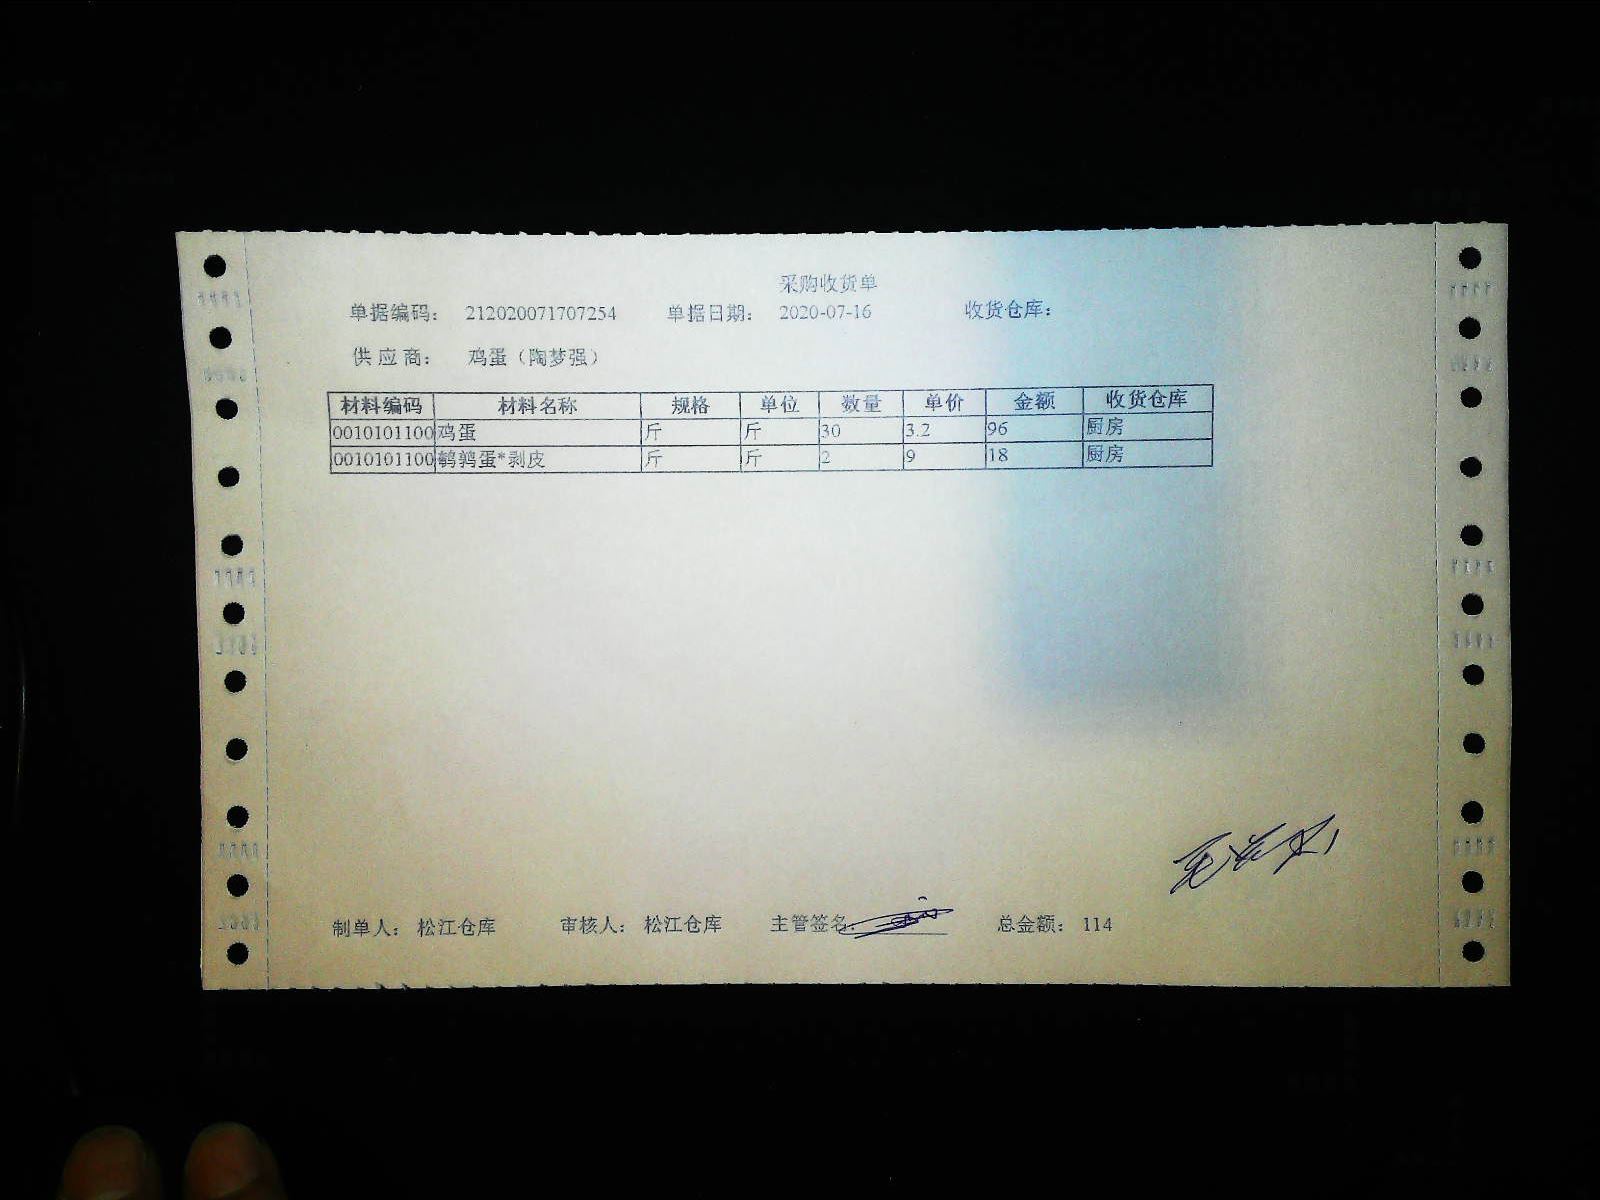 采购收货单
单据编码： 212020071707254 单据日期： 2020-07-16 收货仓库：
供应商： 鸡蛋（陶梦强）
材料编码 材料名称 规格 单位 数量 单价 金额 收货仓库
0010101100 鸡蛋 斤 斤 30 3.2 96 厨房
0010101100 鹌鹑蛋*剥皮 斤 斤 2 9 18 厨房
制单人： 松江仓库 审核人： 松江仓库 主管签名： 总金额： 114